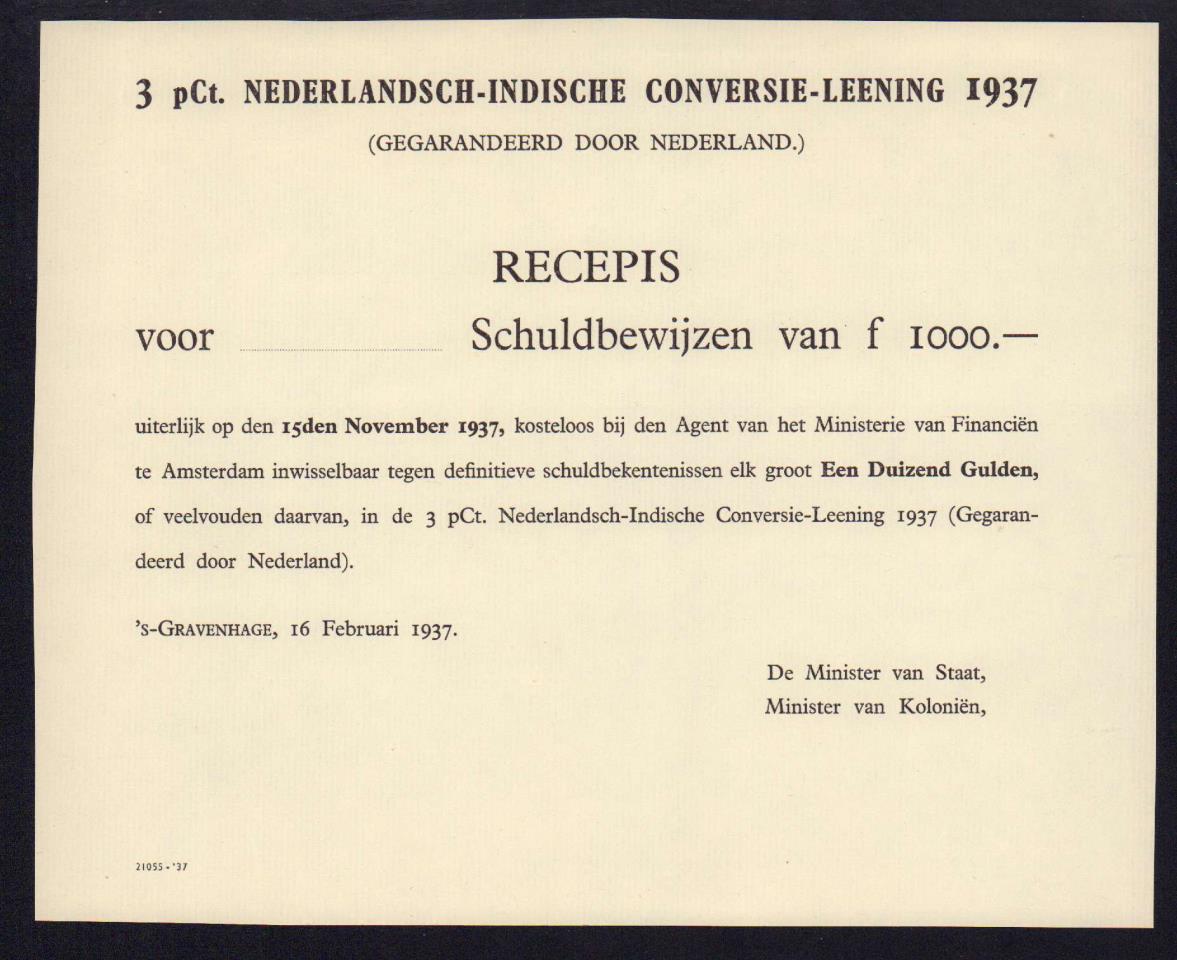 3 pCt. NEDERLANDSCH-INDISCHE CONVERSIE-LEENING 1937
(GEGARANDEERD DOOR NEDERLAND.)
RECEPIS
voor Schuldbewijzen van f 1000.—
uiterlijk op den 15den November 1937, kosteloos bij den Agent van het Ministerie van Financiën
te Amsterdam inwisselbaar tegen definitieve schuldbekentenissen elk groot Een Duizend Gulden,
of veelvouden daarvan, in de 3 pCt. Nederlandsch-Indische Conversie-Leening 1937 (Gegaran-
deerd door Nederland).
's-GRAVENHAGE, 16 Februari 1937.
De Minister van Staat,
Minister van Koloniën,
21055 - '37